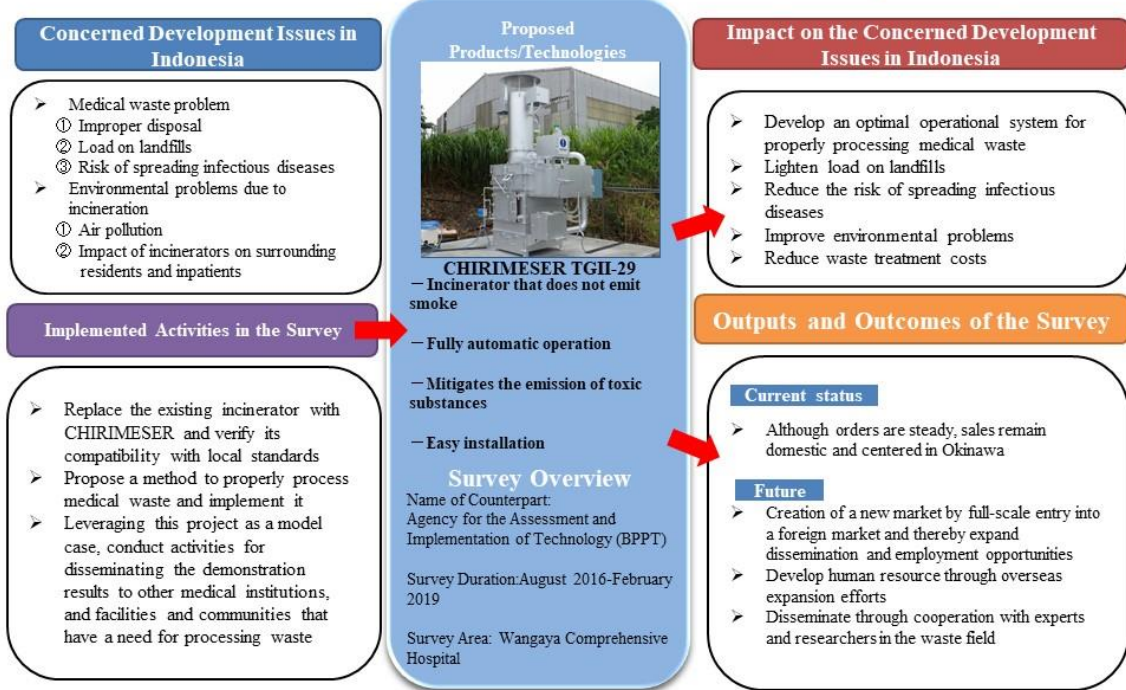 Concerned Development Issues in
Indonesia
➢ Medical waste problem
① Improper disposal
② Load on landfills
③ Risk of spreading infectious diseases
➢ Environmental problems due to
incineration
① Air pollution
② Impact of incinerators on surrounding
residents and inpatients
Implemented Activities in the Survey
➢ Replace the existing incinerator with
CHIRIMESER and verify its
compatibility with local standards
➢ Propose a method to properly process
medical waste and implement it
➢ Leveraging this project as a model
case, conduct activities for
disseminating the demonstration
results to other medical institutions,
and facilities and communities that
have a need for processing waste
Proposed
Products/Technologies
CHIRIMESER TGII-29
－Incinerator that does not emit
smoke
－Fully automatic operation
－Mitigates the emission of toxic
substances
－Easy installation
Survey Overview
Name of Counterpart:
Agency for the Assessment and
Implementation of Technology (BPPT)
Survey Duration:August 2016-February
2019
Survey Area: Wangaya Comprehensive
Hospital
Impact on the Concerned Development
Issues in Indonesia
➢ Develop an optimal operational system for
properly processing medical waste
➢ Lighten load on landfills
➢ Reduce the risk of spreading infectious
diseases
➢ Improve environmental problems
➢ Reduce waste treatment costs
Outputs and Outcomes of the Survey
Current status
➢ Although orders are steady, sales remain
domestic and centered in Okinawa
Future
➢ Creation of a new market by full-scale entry into
a foreign market and thereby expand
dissemination and employment opportunities
➢ Develop human resource through overseas
expansion efforts
➢ Disseminate through cooperation with experts
and researchers in the waste field